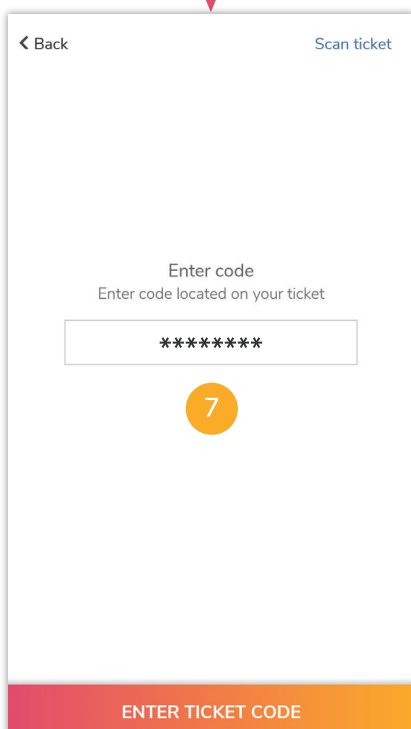 Back
Scan ticket
Enter code
Enter code located on your ticket
********
7
ENTER TICKET CODE